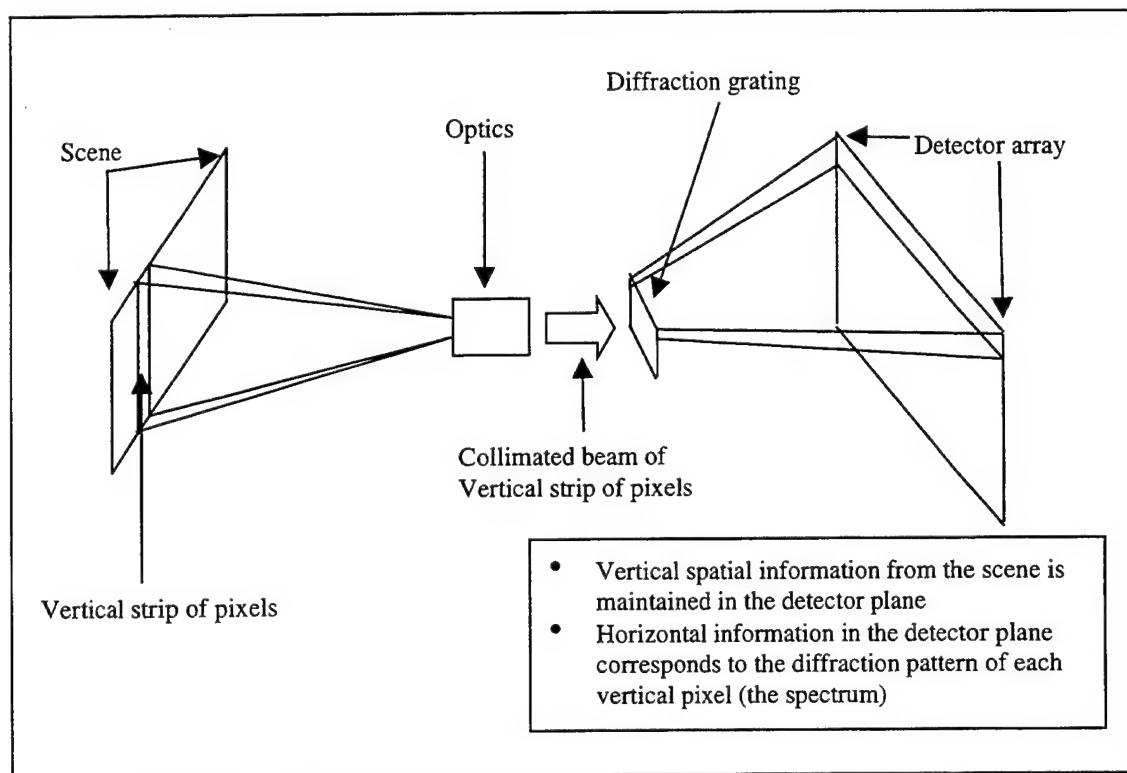 Diffraction grating
Optics
Scene
Detector array
Collimated beam of
Vertical strip of pixels
Vertical strip of pixels
• Vertical spatial information from the scene is
maintained in the detector plane
• Horizontal information in the detector plane
corresponds to the diffraction pattern of each
vertical pixel (the spectrum)